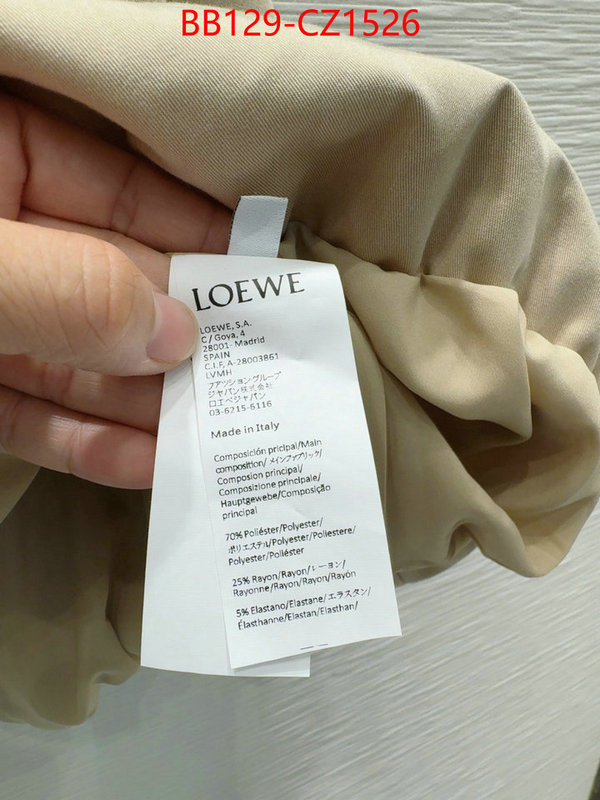 BB129-CZ1526
LOEWE
LOEWE, S.A.
C/ Goya, 4
28001- Madrid
SPAIN
C.I.F, A-28003861
LVMH
ファッショングループ
ジャパン株式会社
ロエベジャパン
03-6215-6116
Made in Italy
Composición pricipal/Main
composition/ メインファブリック/
Composion principal/
Composizione principale/
Hauptgewebe/Composição
principal
70% Poliéster/Polyester/
ポリエステル/Polyester/Poliestere/
Polyester/Poliéster
25% Rayon/Rayon/レーヨン/
Rayonne/Rayon/Rayon/Rayón
5% Elastano/Elastane/エラスタン/
Élasthanne/Elastan/Elasthan/